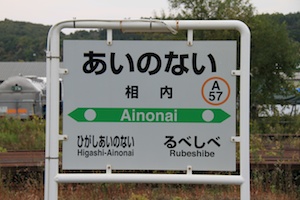 あいのない
A
57
相内
Ainonai
ひがしあいのない
Higashi-Ainonai
るべしべ
Rubeshibe